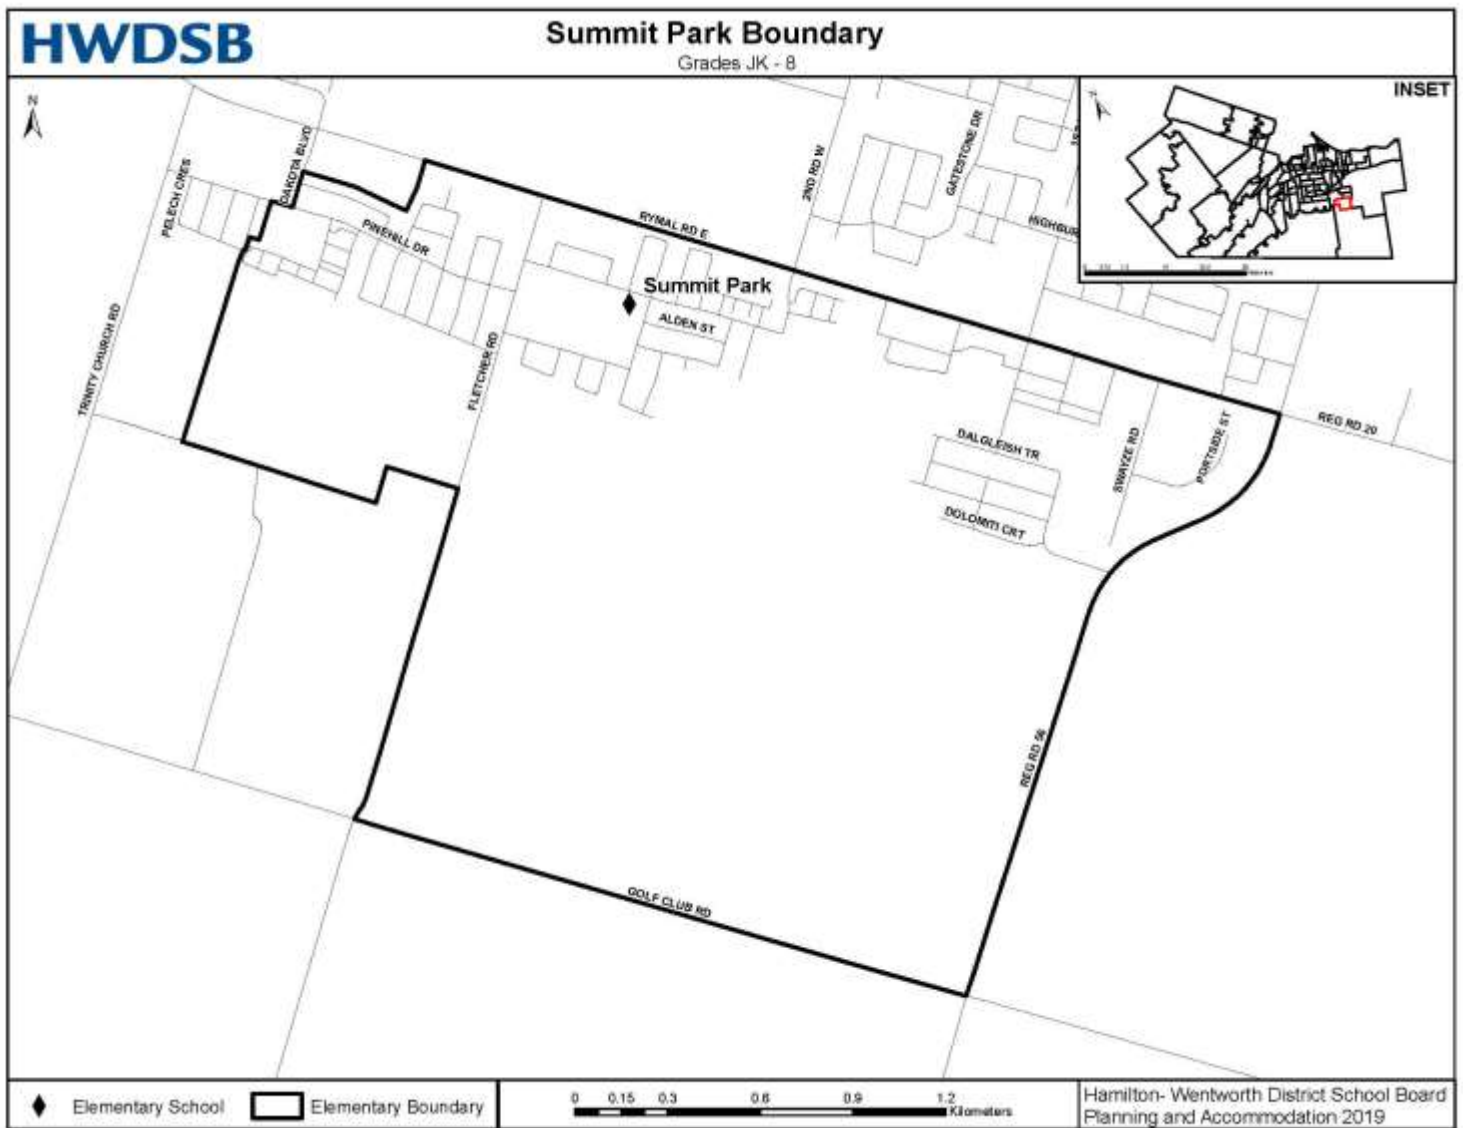 HWDSB
Summit Park Boundary
Grades JK - 8
N
INSET
DAKOTA BLVD
PELECH CRES
PINEHILL DR
RYMAL RD E
2ND RD W
GATESTONE DR
HIGHBUR
Summit Park
ALDEN ST
TRINITY CHURCH RD
FLETCHER RD
REG RD 20
DALGLEISH TR
SWAYZE RD
PORTSIDE ST
DOLOMITI CRT
REG RD 56
GOLF CLUB RD
Elementary School
Elementary Boundary
0 0.15 0.3 0.6 0.9 1.2
Kilometers
Hamilton- Wentworth District School Board
Planning and Accommodation 2019